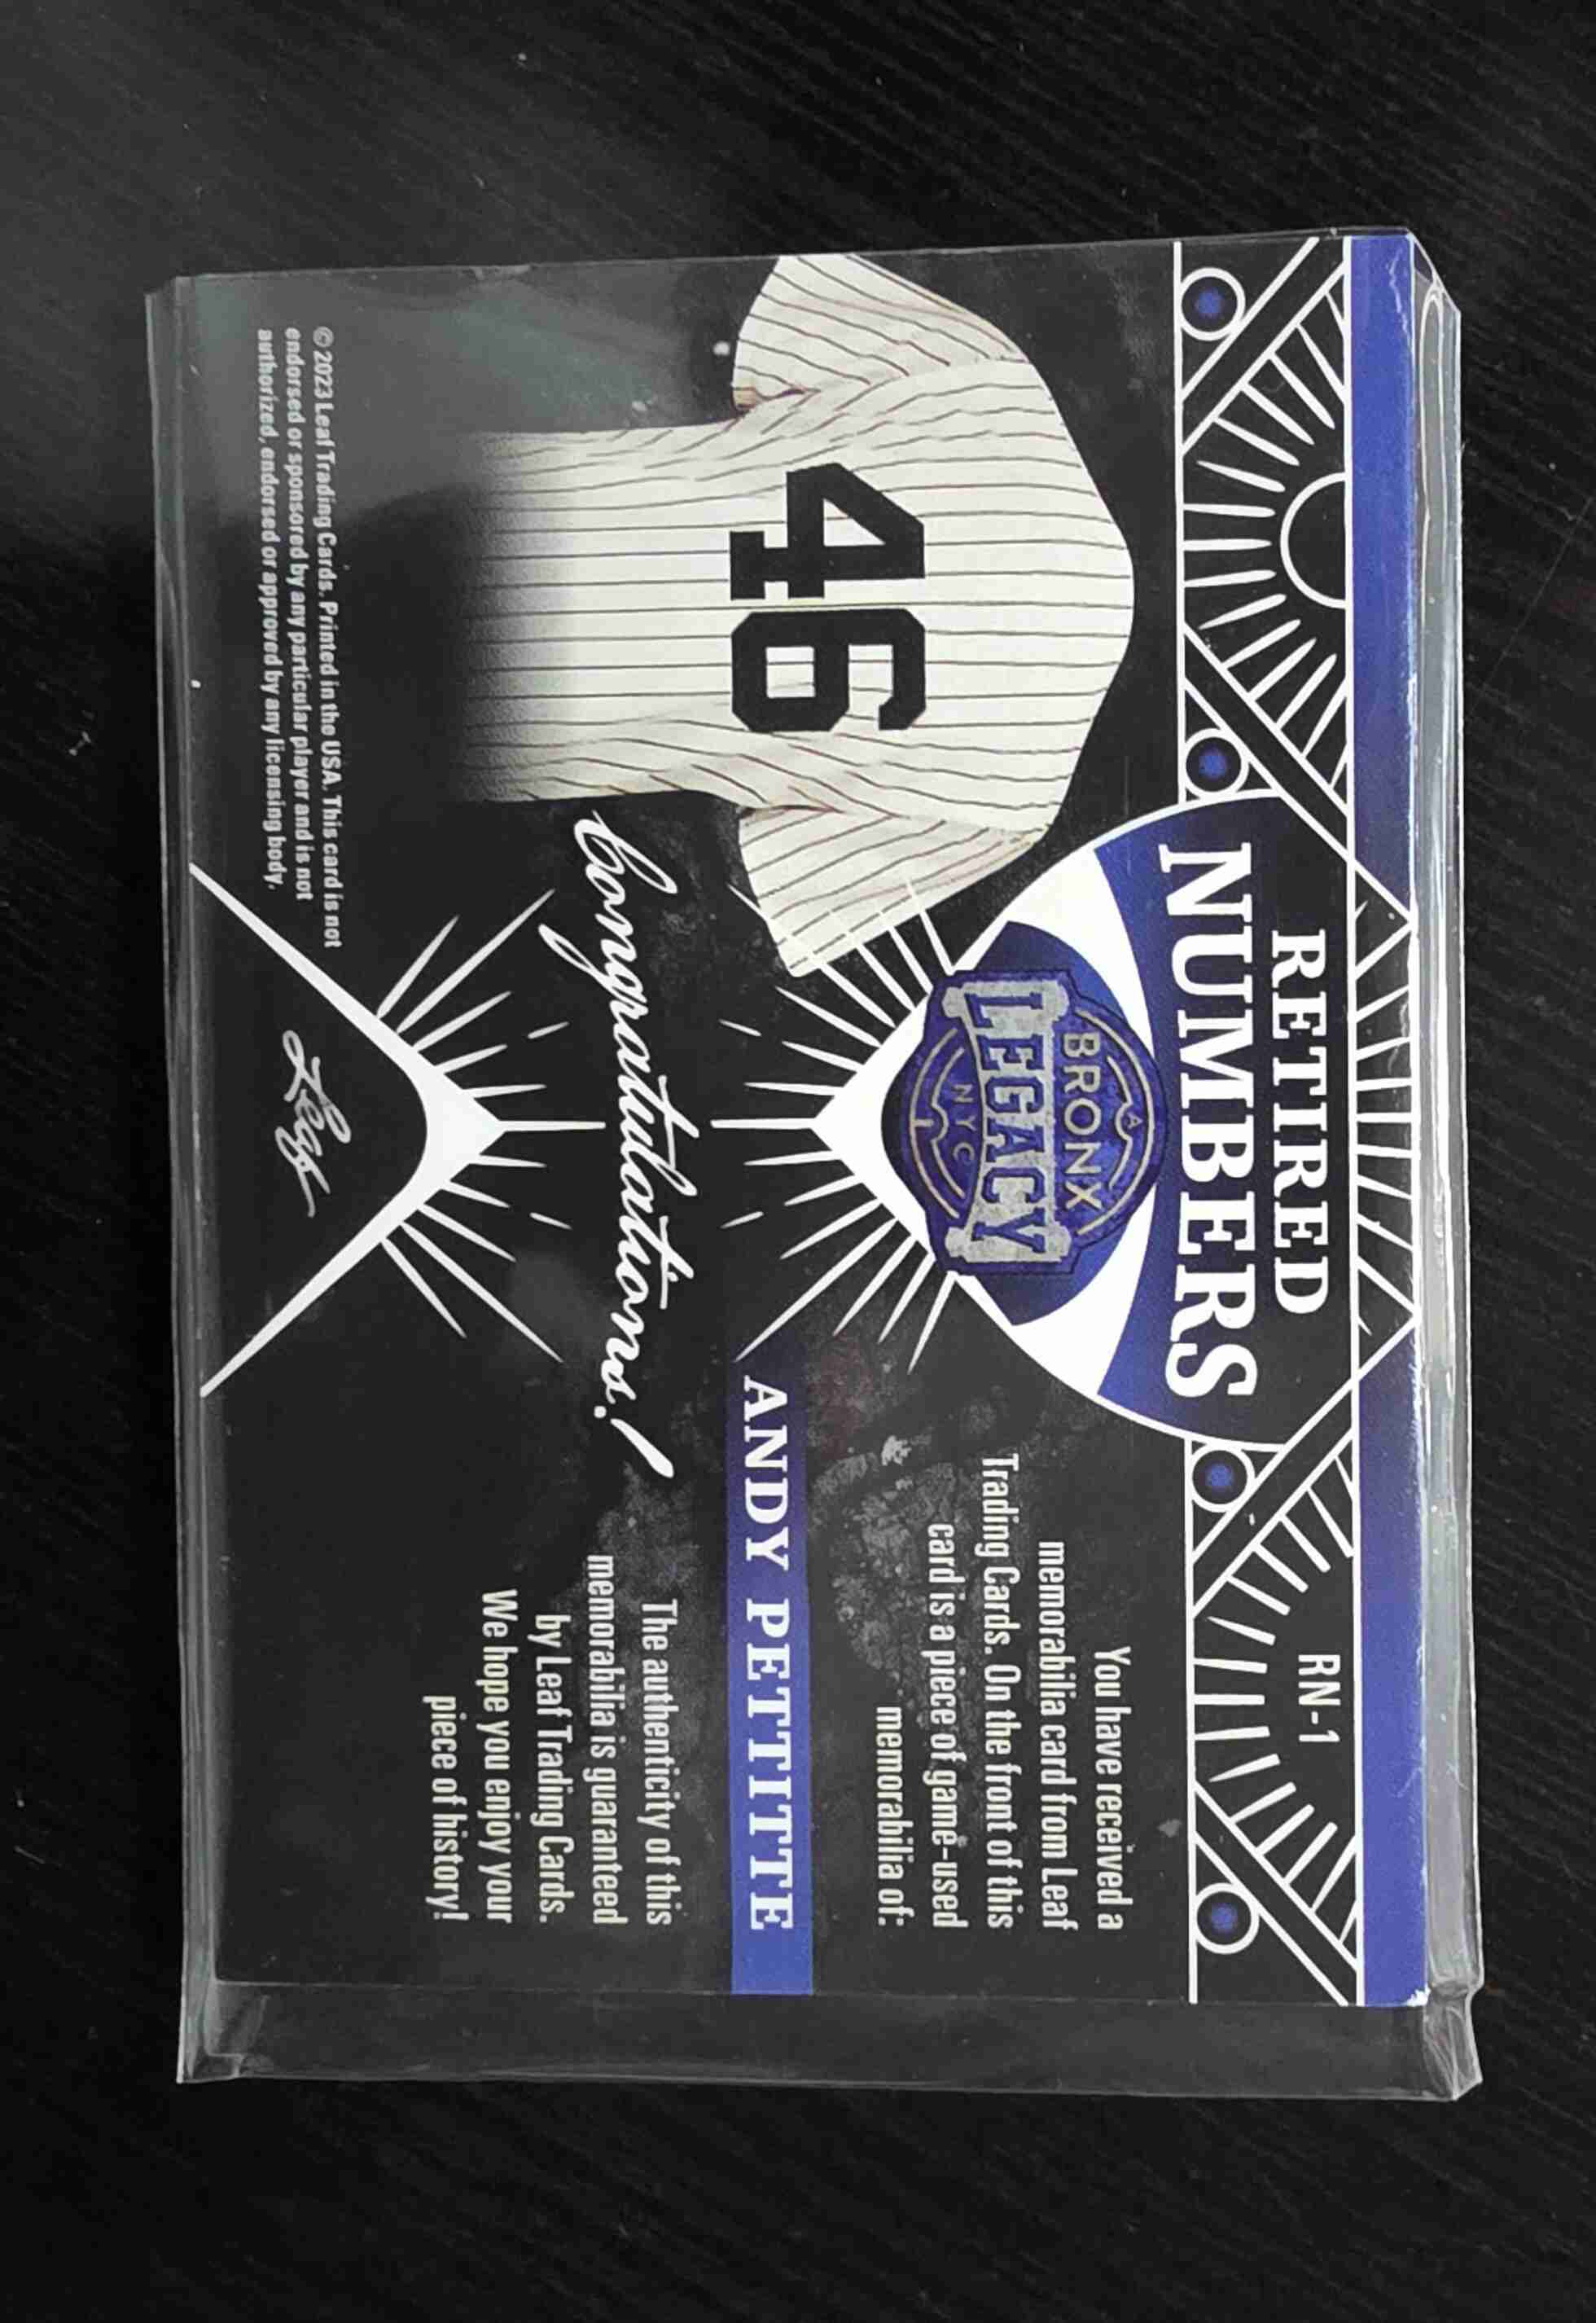 RETIRED
NUMBERS
RN-1
BRONX
LEGACY
NYC
46
You have received a
memorabilia card from Leaf
Trading Cards. On the front of this
card is a piece of game-used
memorabilia of:
ANDY PETTITTE
Congratulations!
The authenticity of this
memorabilia is guaranteed
by Leaf Trading Cards.
We hope you enjoy your
piece of history!
©2023 Leaf Trading Cards. Printed in the USA. This card is not
endorsed or sponsored by any particular player and is not
authorized, endorsed or approved by any licensing body.
Leaf